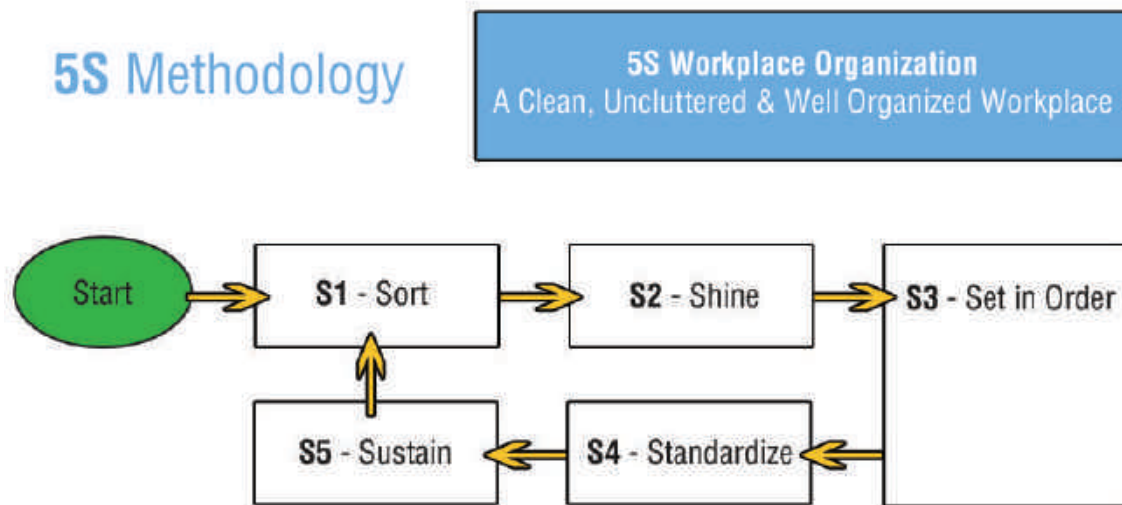 5S Methodology
5S Workplace Organization
A Clean, Uncluttered & Well Organized Workplace
Start
S1 - Sort
S2 - Shine
S3 - Set in Order
S4 - Standardize
S5 - Sustain